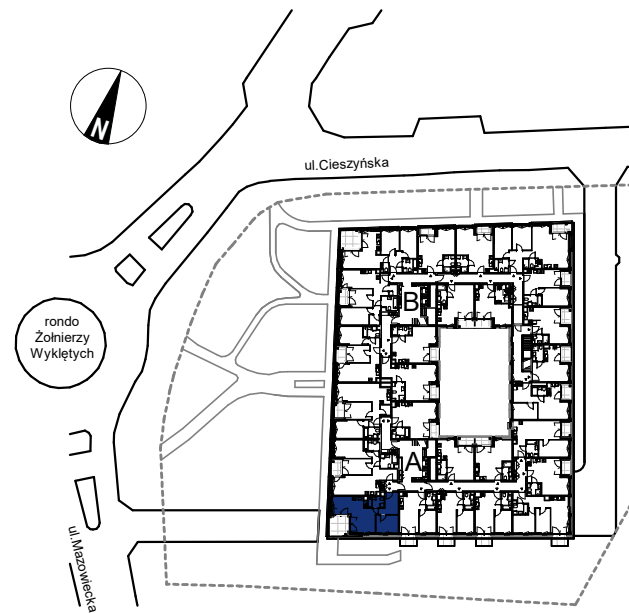 N
ul.Cieszyńska
B
rondo
Żołnierzy
Wyklętych
A
ul.Mazowiecka